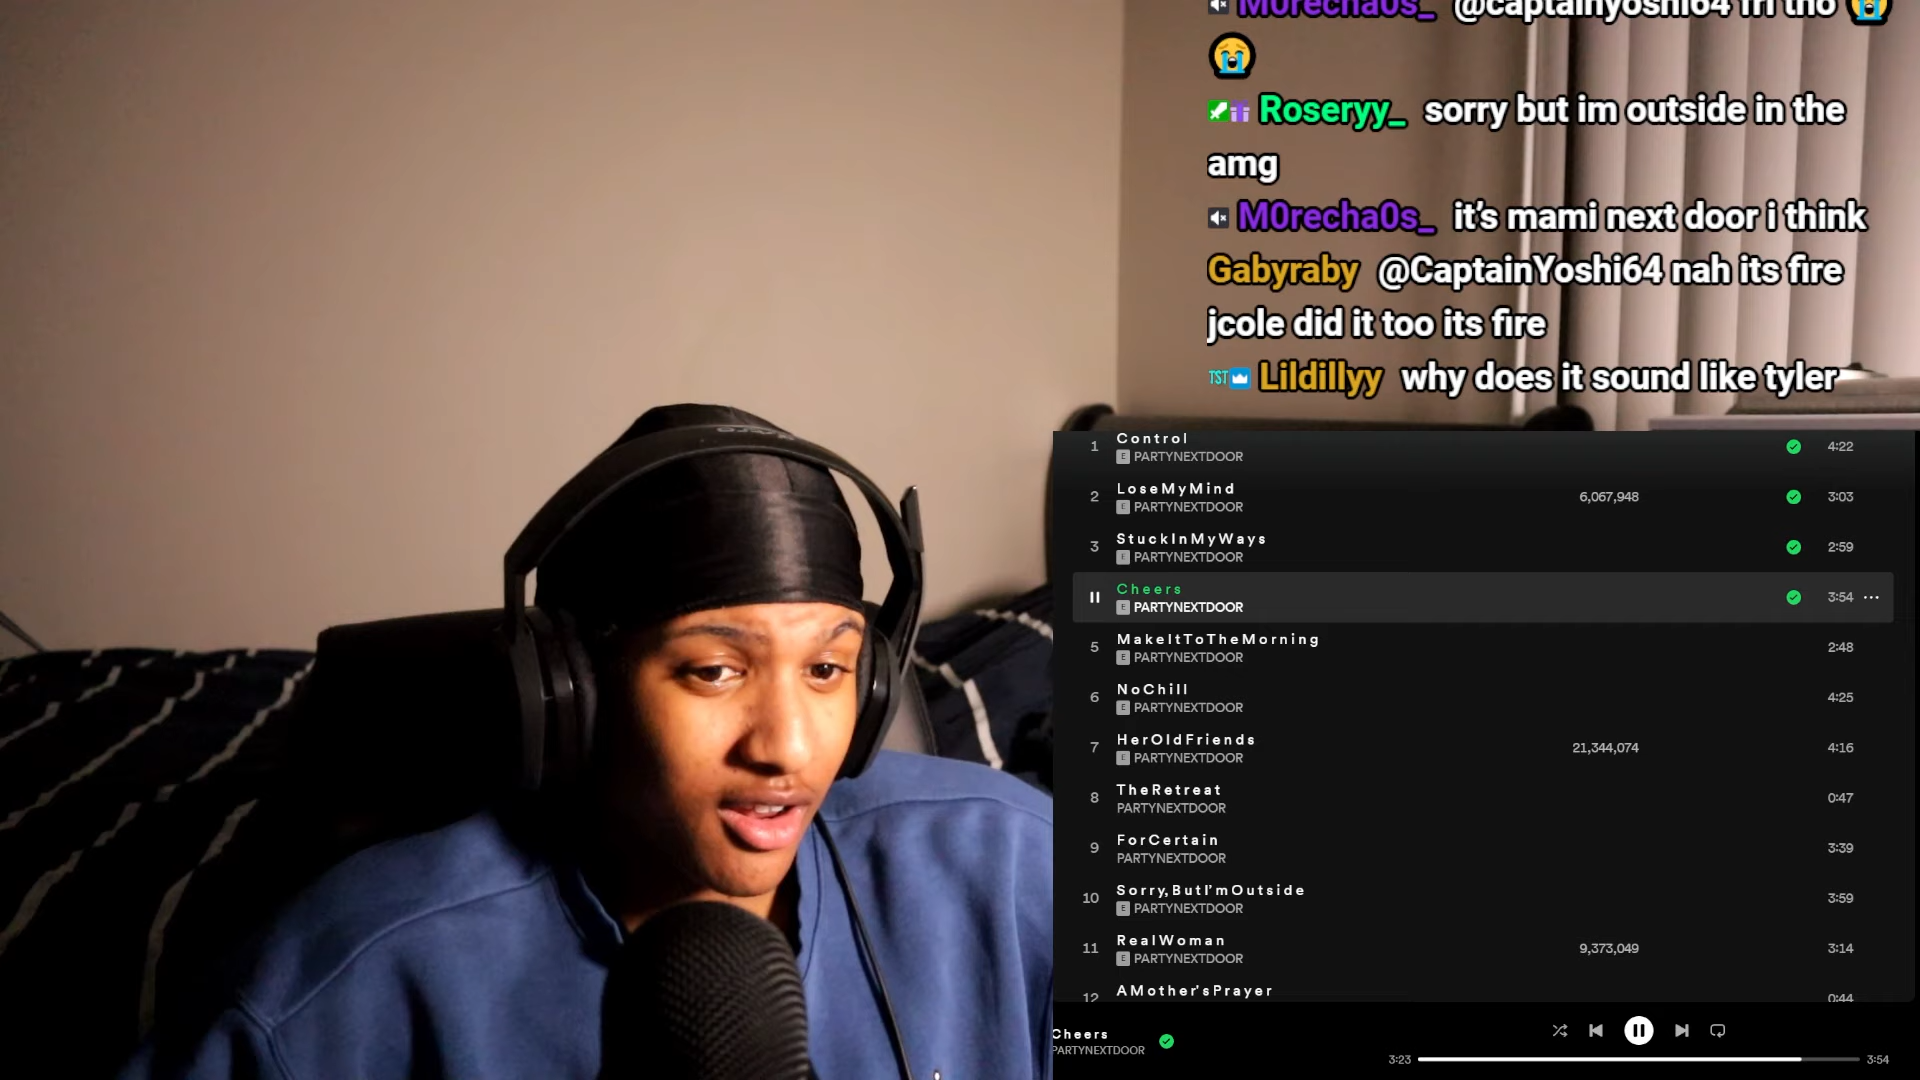 M0recha0s_ @captainyoshi64 frl tho 😭
😭
Roseryy_ sorry but im outside in the
amg
M0recha0s_ it's mami next door i think
Gabyraby @CaptainYoshi64 nah its fire
jcole did it too its fire
TST Lildillyy why does it sound like tyler
1 Control 4:22
E PARTYNEXTDOOR
2 LoseMyMind 6,067,948 3:03
E PARTYNEXTDOOR
3 StuckInMyWays 2:59
E PARTYNEXTDOOR
Cheers 3:54
E PARTYNEXTDOOR
5 MakeItToTheMorning 2:48
E PARTYNEXTDOOR
6 NoChill 4:25
E PARTYNEXTDOOR
7 HerOldFriends 21,344,074 4:16
E PARTYNEXTDOOR
8 TheRetreat 0:47
PARTYNEXTDOOR
9 ForCertain 3:39
PARTYNEXTDOOR
10 Sorry,ButI'mOutside 3:59
E PARTYNEXTDOOR
11 RealWoman 9,373,049 3:14
E PARTYNEXTDOOR
12 AMother'sPrayer 0:44
Cheers
PARTYNEXTDOOR
3:23 3:54